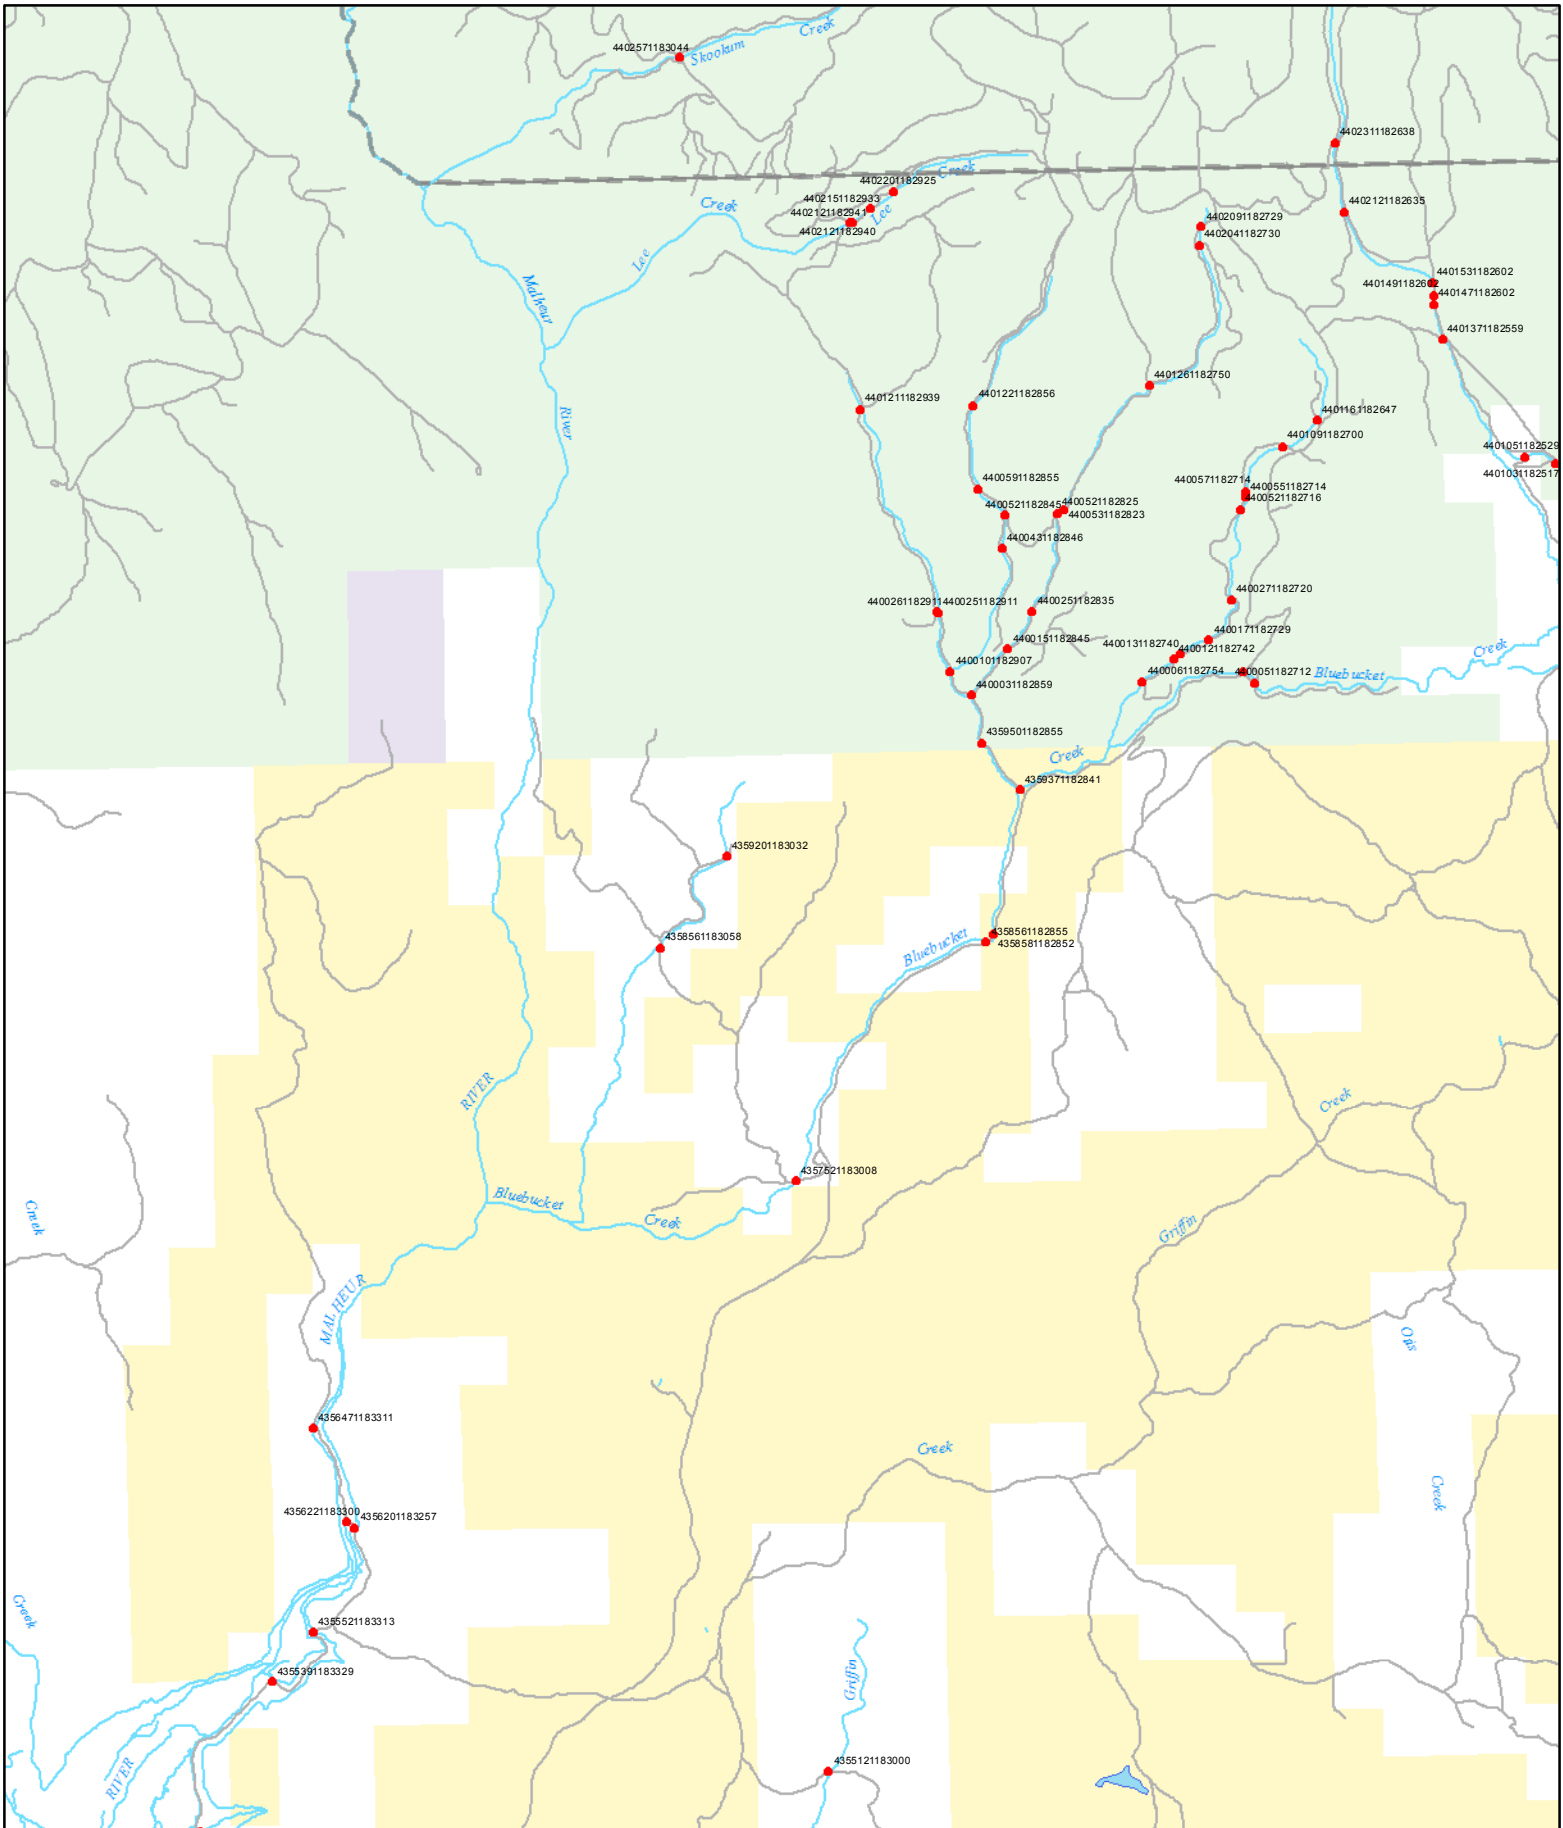 Creek
4402571183044
Skookum
4402311182638
Creek
4402201182925
4402151182933
Creek
Lee
4402121182941
4402121182940
4402121182635
4402091182729
4402041182730
Lee
4401531182602
4401491182602
4401471182602
Malheur
4401371182559
4401261182750
4401211182939
4401221182856
River
4401161182647
4401091182700
4401051182529
4401031182517
4400591182855
4400571182714
4400551182714
4400521182716
4400521182845
4400521182825
4400531182823
4400431182846
4400271182720
4400261182911
4400251182911
4400251182835
4400171182729
4400151182845
4400131182740
4400121182742
Creek
4400101182907
4400061182754
4400051182712
Bluebucket
4400031182859
4359501182855
Creek
4359371182841
4359201183032
4358561183058
4358561182855
4358581182852
Bluebucket
RIVER
Creek
4357521183008
Bluebucket
Creek
Creek
Griffin
MALHEUR
Otis
4356471183311
Creek
Creek
4356221183300
4356201183257
Creek
4355521183313
4355391183329
Griffin
4355121183000
RIVER